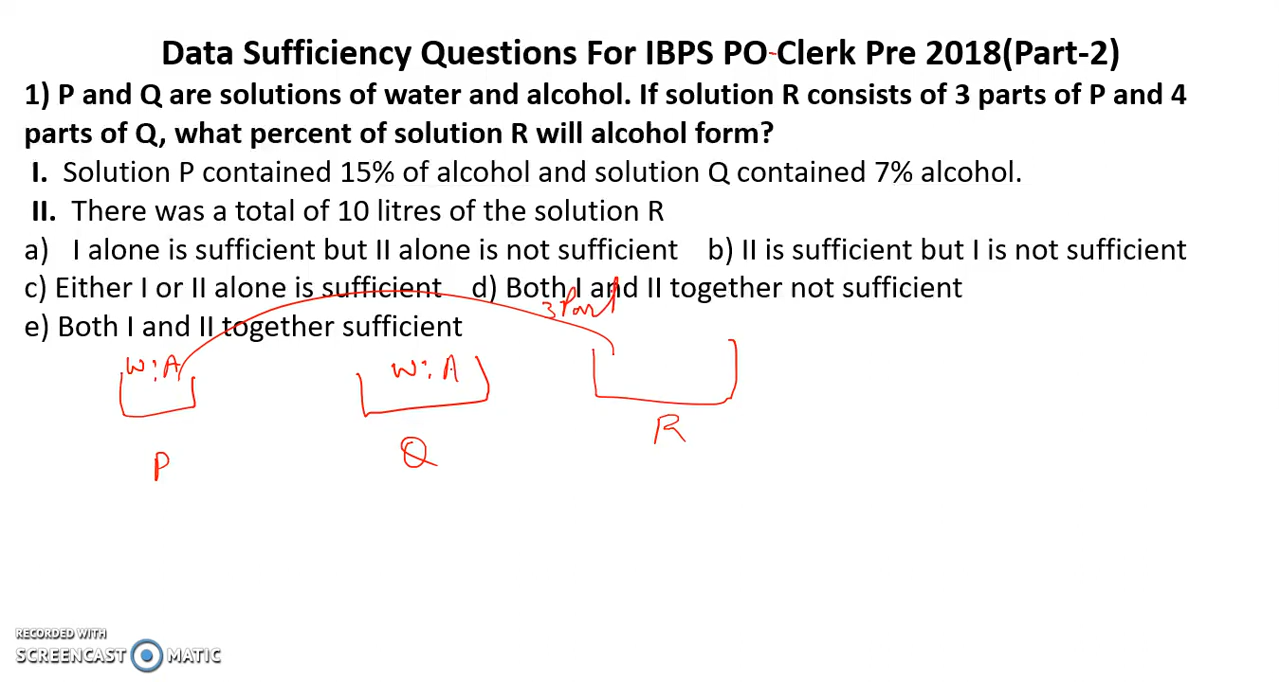 Data Sufficiency Questions For IBPS PO-Clerk Pre 2018(Part-2)
1) P and Q are solutions of water and alcohol. If solution R consists of 3 parts of P and 4
parts of Q, what percent of solution R will alcohol form?
I. Solution P contained 15% of alcohol and solution Q contained 7% alcohol.
II. There was a total of 10 litres of the solution R
a) I alone is sufficient but II alone is not sufficient b) II is sufficient but I is not sufficient
c) Either I or II alone is sufficient d) Both I and II together not sufficient
3 Part
e) Both I and II together sufficient
W:A W:A
P Q R
RECORDED WITH
SCREENCAST MATIC